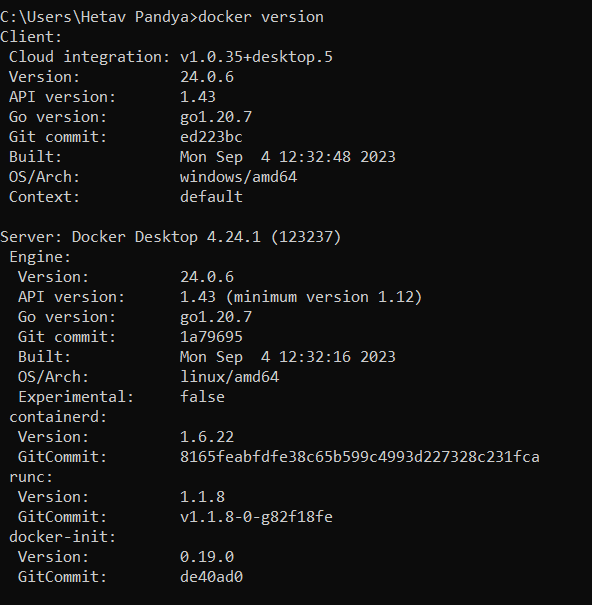 C:\Users\Hetav Pandya>docker version
Client:
 Cloud integration: v1.0.35+desktop.5
 Version:           24.0.6
 API version:       1.43
 Go version:        go1.20.7
 Git commit:        ed223bc
 Built:             Mon Sep  4 12:32:48 2023
 OS/Arch:           windows/amd64
 Context:           default

Server: Docker Desktop 4.24.1 (123237)
 Engine:
  Version:          24.0.6
  API version:      1.43 (minimum version 1.12)
  Go version:       go1.20.7
  Git commit:       1a79695
  Built:            Mon Sep  4 12:32:16 2023
  OS/Arch:          linux/amd64
  Experimental:     false
 containerd:
  Version:          1.6.22
  GitCommit:        8165feabfdfe38c65b599c4993d227328c231fca
 runc:
  Version:          1.1.8
  GitCommit:        v1.1.8-0-g82f18fe
 docker-init:
  Version:          0.19.0
  GitCommit:        de40ad0